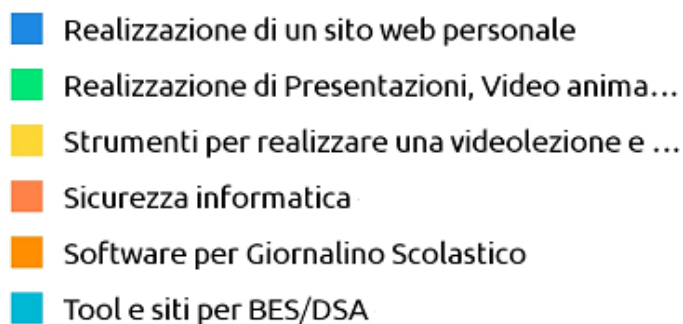 Realizzazione di un sito web personale
Realizzazione di Presentazioni, Video anima...
Strumenti per realizzare una videolezione e ...
Sicurezza informatica
Software per Giornalino Scolastico
Tool e siti per BES/DSA